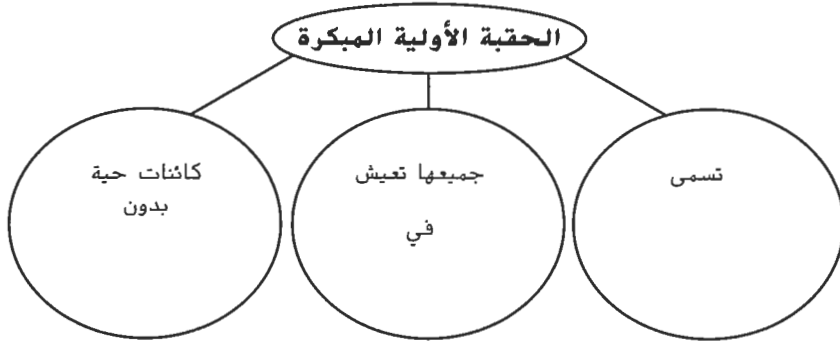 الحقبة الأولية المبكرة
تسمى
جميعها تعيش
في
كائنات حية
بدون